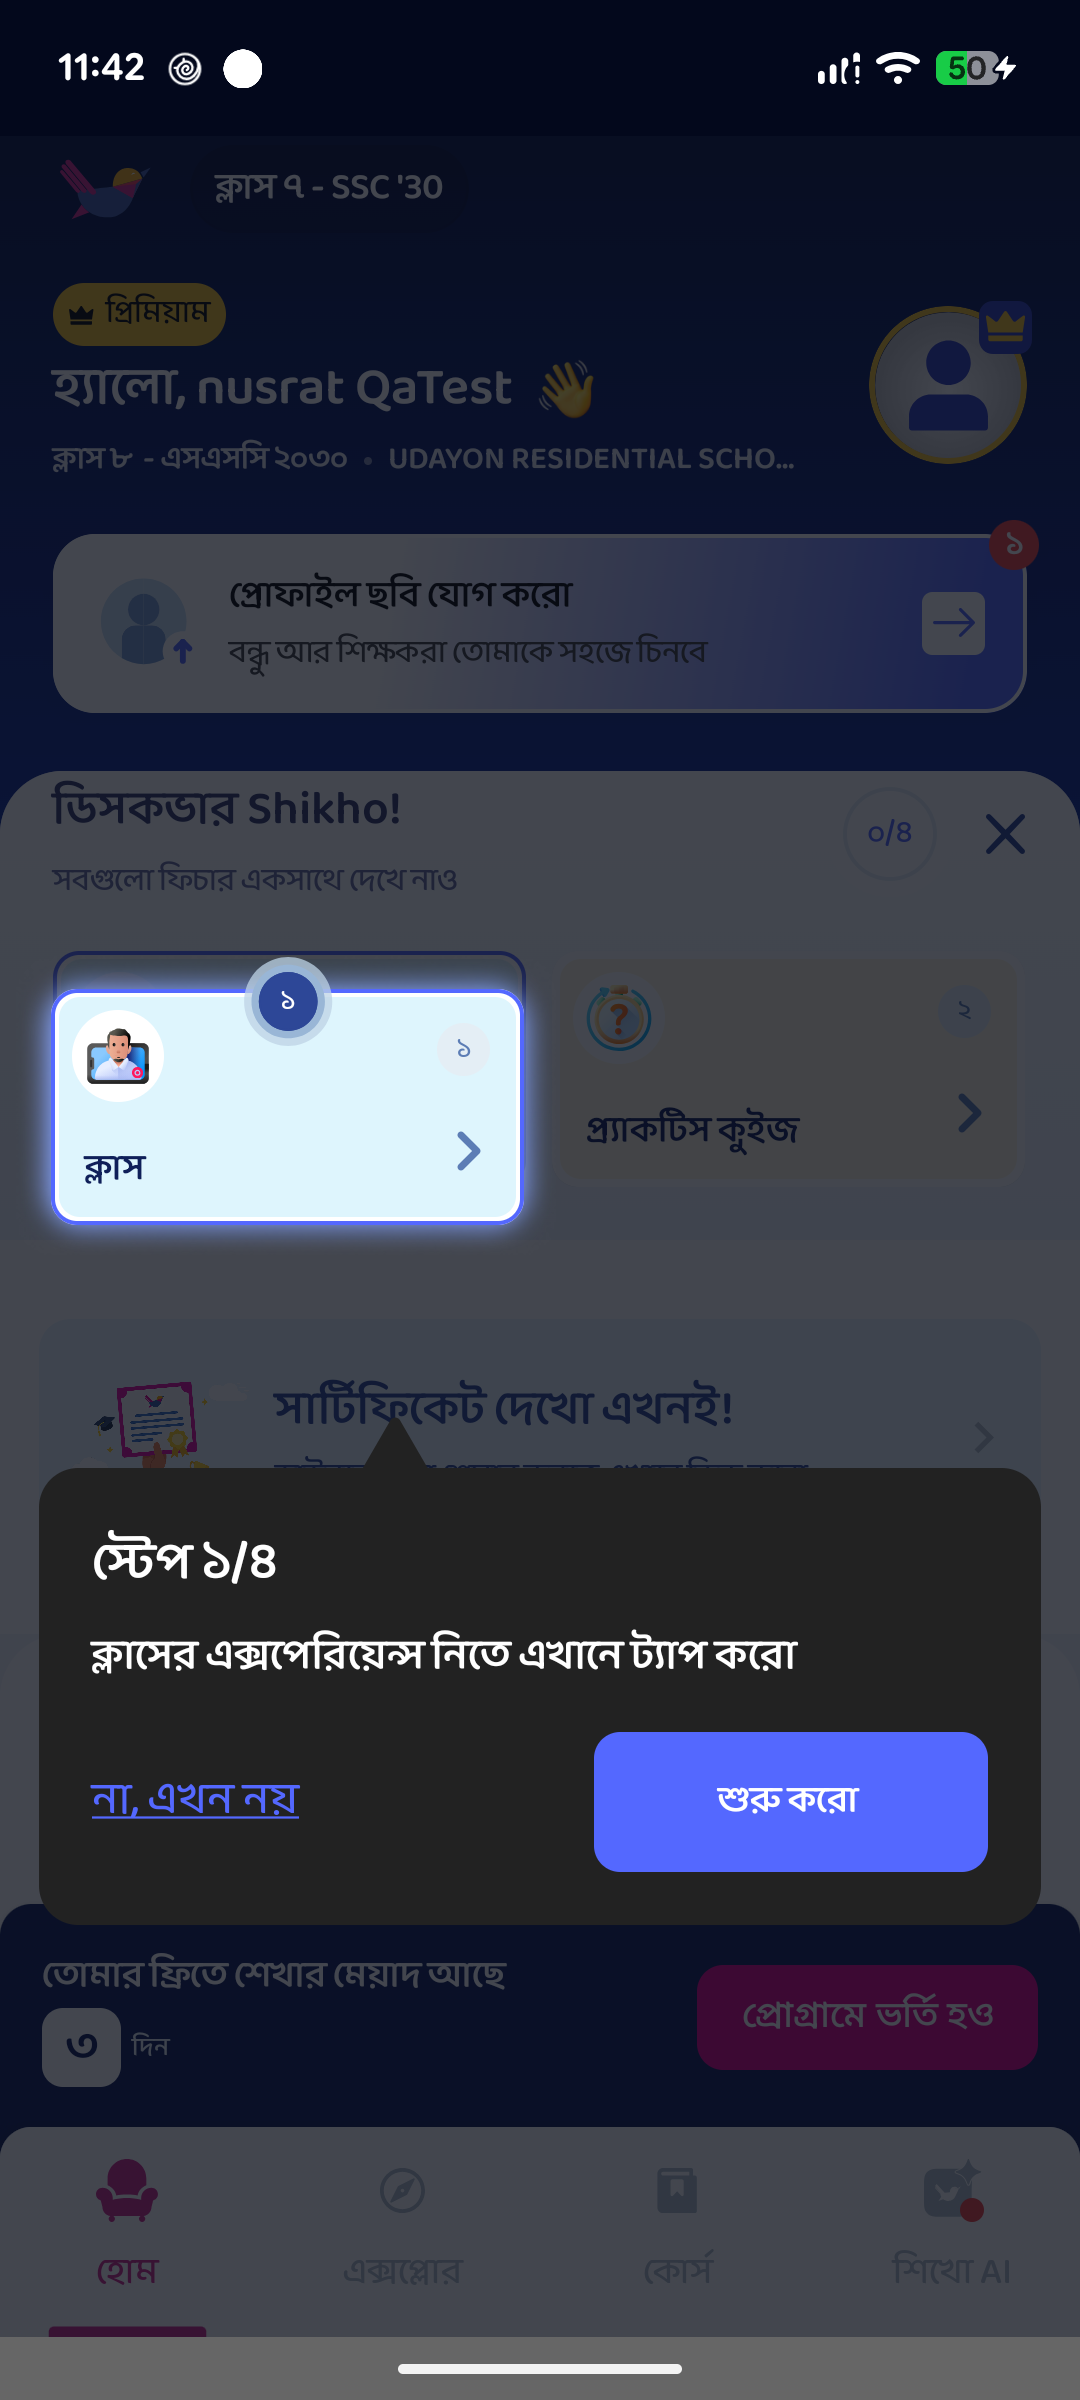 11:42
50
ক্লাস ৭ - SSC '30
প্রিমিয়াম
হ্যালো, nusrat QaTest 👋
ক্লাস ৮ - এসএসসি ২০৩০ • UDAYON RESIDENTIAL SCHO...
১
প্রোফাইল ছবি যোগ করো
বন্ধু আর শিক্ষকরা তোমাকে সহজে চিনবে
ডিসকভার Shikho!
০/৪
সবগুলো ফিচার একসাথে দেখে নাও
১
১
ক্লাস
২
প্র্যাকটিস কুইজ
সার্টিফিকেট দেখো এখনই!
স্টেপ ১/৪
ক্লাসের এক্সপেরিয়েন্স নিতে এখানে ট্যাপ করো
না, এখন নয়
শুরু করো
তোমার ফ্রিতে শেখার মেয়াদ আছে
৩ দিন
প্রোগ্রামে ভর্তি হও
হোম
এক্সপ্লোর
কোর্স
শিখো AI